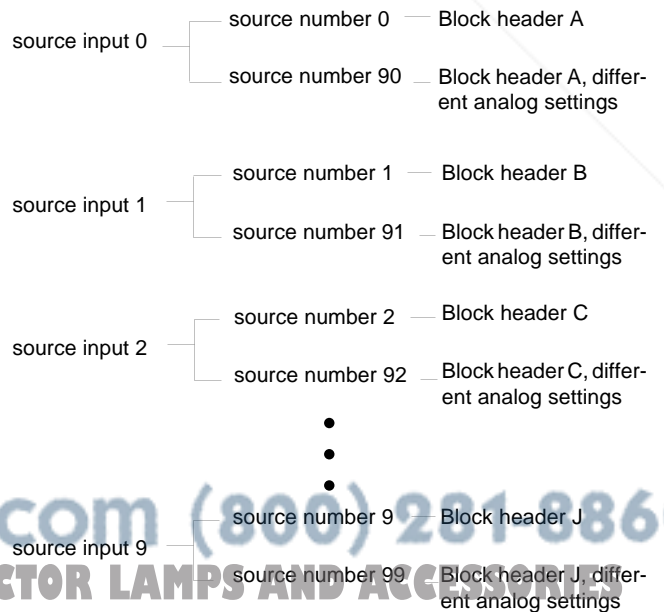 source number 0 Block header A
source input 0
source number 90 Block header A, differ-
ent analog settings
source number 1 Block header B
source input 1
source number 91 Block header B, differ-
ent analog settings
source number 2 Block header C
source input 2
source number 92 Block header C, differ-
ent analog settings
com (800) 281-886
source number 9 Block header J
source input 9
CTOR LAMPS AND ACCESSORIES
source number 99 Block header J, differ-
ent analog settings